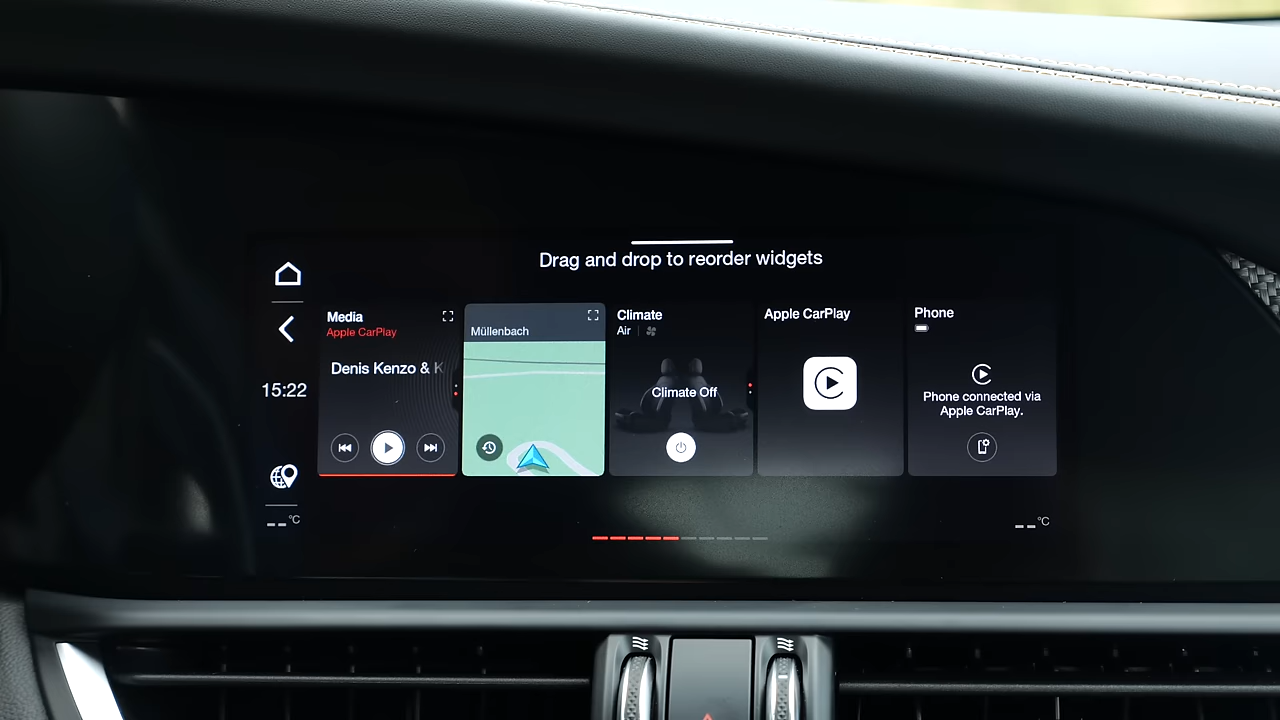 Drag and drop to reorder widgets
Media
Apple CarPlay
Denis Kenzo & K
Müllenbach
Climate
Air
Climate Off
Apple CarPlay
Phone
Phone connected via
Apple CarPlay.
15:22
--°C
--°C